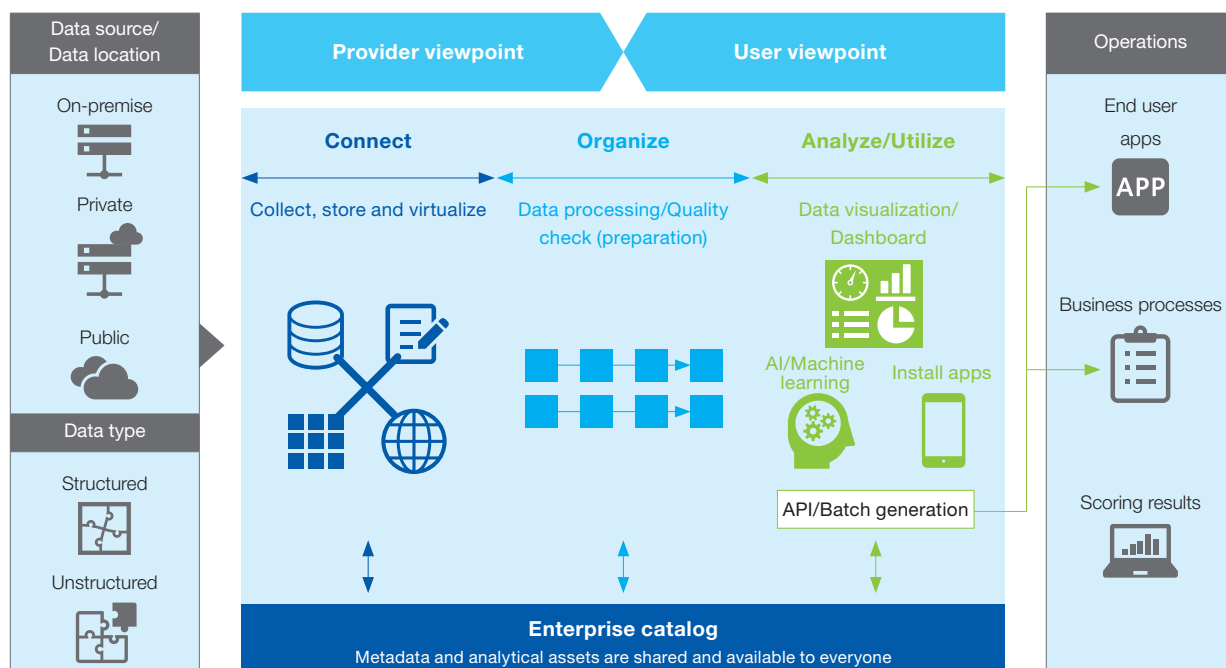 Data source/
Data location
On-premise
Private
Public
Data type
Structured
Unstructured
Provider viewpoint
User viewpoint
Connect
Organize
Analyze/Utilize
Collect, store and virtualize
Data processing/Quality
check (preparation)
Data visualization/
Dashboard
AI/Machine
learning
Install apps
API/Batch generation
Enterprise catalog
Metadata and analytical assets are shared and available to everyone
Operations
End user
apps
APP
Business processes
Scoring results